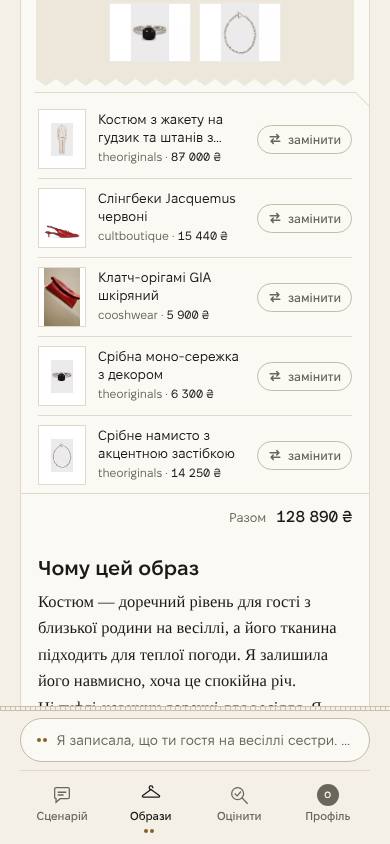 Костюм з жакету на
гудзик та штанів з...
theoriginals · 87 000 ₴
замінити
Слінгбеки Jacquemus
червоні
cultboutique · 15 440 ₴
замінити
Клатч-орігамі GIA
шкіряний
cooshwear · 5 900 ₴
замінити
Срібна моно-сережка
з декором
theoriginals · 6 300 ₴
замінити
Срібне намисто з
акцентною застібкою
theoriginals · 14 250 ₴
замінити
Разом 128 890 ₴
Чому цей образ
Костюм — доречний рівень для гості з
близької родини на весіллі, а його тканина
підходить для теплої погоди. Я залишила
його навмисно, хоча це спокійна річ.
Я записала, що ти гостя на весіллі сестри. ...
Сценарій
Образи
Оцінити
О
Профіль